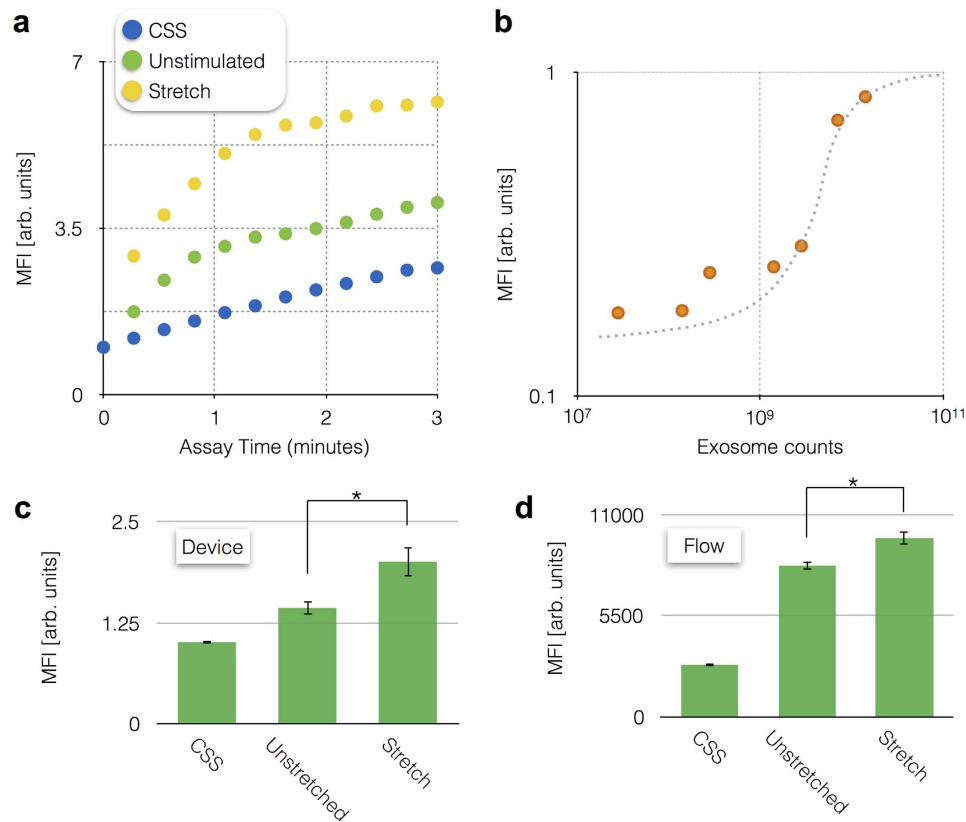 a
CSS
Unstimulated
Stretch
7
3.5
0
MFI [arb. units]
0 1 2 3
Assay Time (minutes)
b
1
0.1
MFI [arb. units]
10⁷ 10⁹ 10¹¹
Exosome counts
c
*
2.5
Device
1.25
0
MFI [arb. units]
CSS
Unstretched
Stretch
d
*
11000
Flow
5500
0
MFI [arb. units]
CSS
Unstretched
Stretch